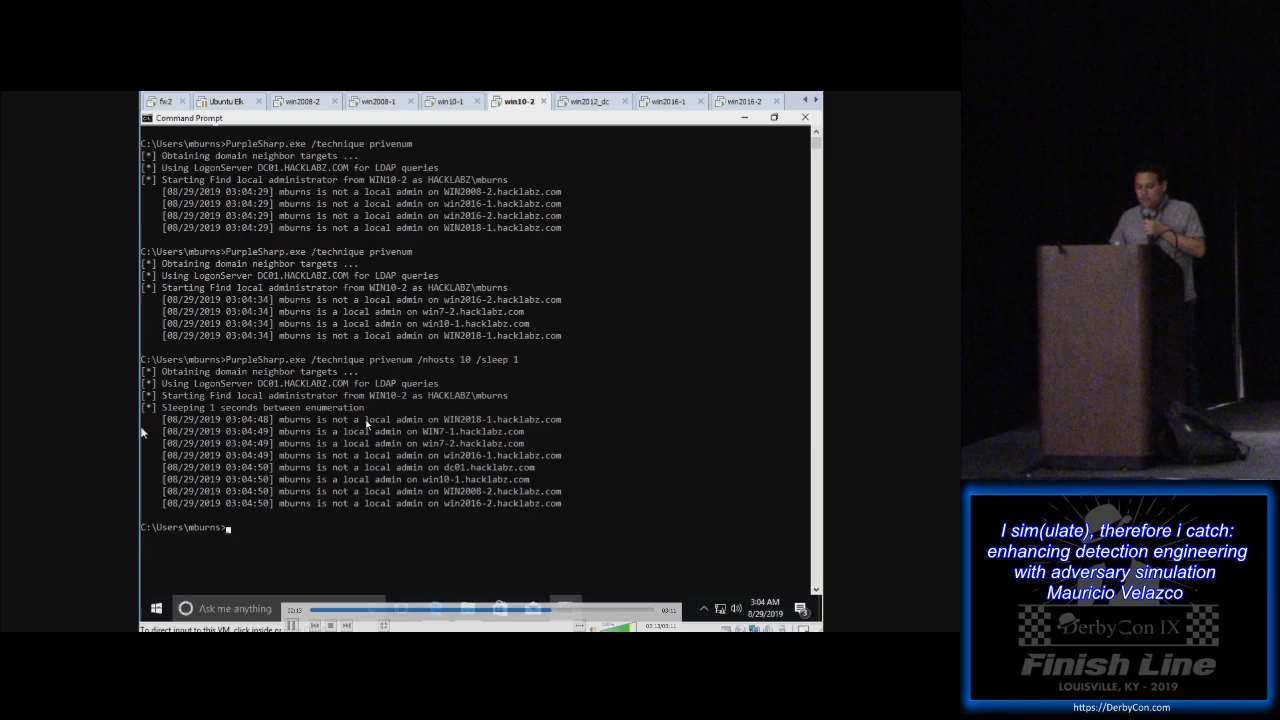 fw2
Ubuntu Elk
win2008-2
win2008-1
win10-1
win10-2
win2012_dc
win2016-1
win2016-2
Command Prompt
C:\Users\mburns>PurpleSharp.exe /technique privenum
[*] Obtaining domain neighbor targets ...
[*] Using LogonServer DC01.HACKLABZ.COM for LDAP queries
[*] Starting Find local administrator from WIN10-2 as HACKLABZ\mburns
[08/29/2019 03:04:29] mburns is not a local admin on WIN2008-2.hacklabz.com
[08/29/2019 03:04:29] mburns is not a local admin on win2016-1.hacklabz.com
[08/29/2019 03:04:29] mburns is not a local admin on win2016-2.hacklabz.com
[08/29/2019 03:04:29] mburns is not a local admin on WIN2018-1.hacklabz.com
C:\Users\mburns>PurpleSharp.exe /technique privenum
[*] Obtaining domain neighbor targets ...
[*] Using LogonServer DC01.HACKLABZ.COM for LDAP queries
[*] Starting Find local administrator from WIN10-2 as HACKLABZ\mburns
[08/29/2019 03:04:34] mburns is not a local admin on win2016-2.hacklabz.com
[08/29/2019 03:04:34] mburns is a local admin on win7-2.hacklabz.com
[08/29/2019 03:04:34] mburns is a local admin on win10-1.hacklabz.com
[08/29/2019 03:04:34] mburns is not a local admin on WIN2018-1.hacklabz.com
C:\Users\mburns>PurpleSharp.exe /technique privenum /nhosts 10 /sleep 1
[*] Obtaining domain neighbor targets ...
[*] Using LogonServer DC01.HACKLABZ.COM for LDAP queries
[*] Starting Find local administrator from WIN10-2 as HACKLABZ\mburns
[*] Sleeping 1 seconds between enumeration
[08/29/2019 03:04:48] mburns is not a local admin on WIN2018-1.hacklabz.com
[08/29/2019 03:04:49] mburns is a local admin on WIN7-1.hacklabz.com
[08/29/2019 03:04:49] mburns is a local admin on win7-2.hacklabz.com
[08/29/2019 03:04:49] mburns is not a local admin on win2016-1.hacklabz.com
[08/29/2019 03:04:50] mburns is not a local admin on dc01.hacklabz.com
[08/29/2019 03:04:50] mburns is a local admin on win10-1.hacklabz.com
[08/29/2019 03:04:50] mburns is not a local admin on WIN2008-2.hacklabz.com
[08/29/2019 03:04:50] mburns is not a local admin on win2016-2.hacklabz.com
C:\Users\mburns>
Ask me anything
02:13
03:11
3:04 AM
8/29/2019
To direct input to this VM, click inside
02:13/03:11
I sim(ulate), therefore i catch:
enhancing detection engineering
with adversary simulation
Mauricio Velazco
DerbyCon IX
Finish Line
LOUISVILLE, KY - 2019
https://DerbyCon.com